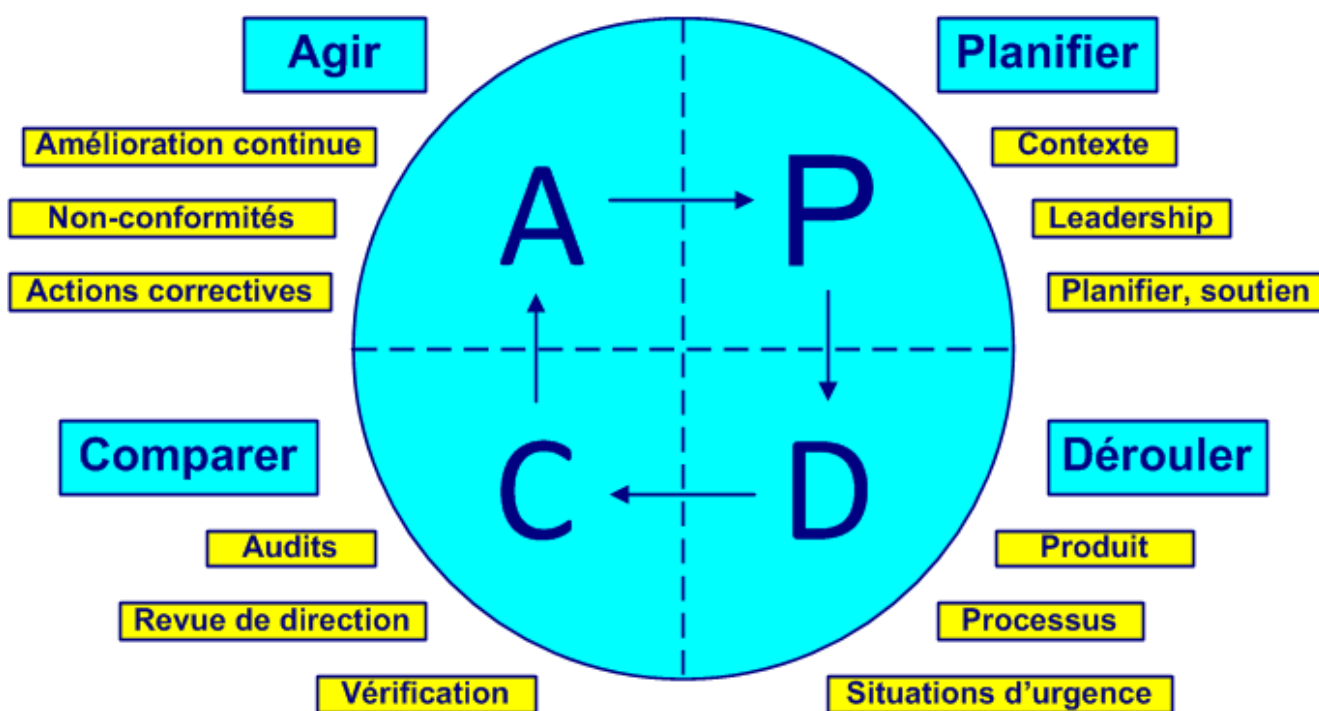 Agir
Planifier
Amélioration continue
Contexte
Non-conformités
Leadership
Actions correctives
Planifier, soutien
A
P
Comparer
Dérouler
C
D
Audits
Produit
Revue de direction
Processus
Vérification
Situations d’urgence